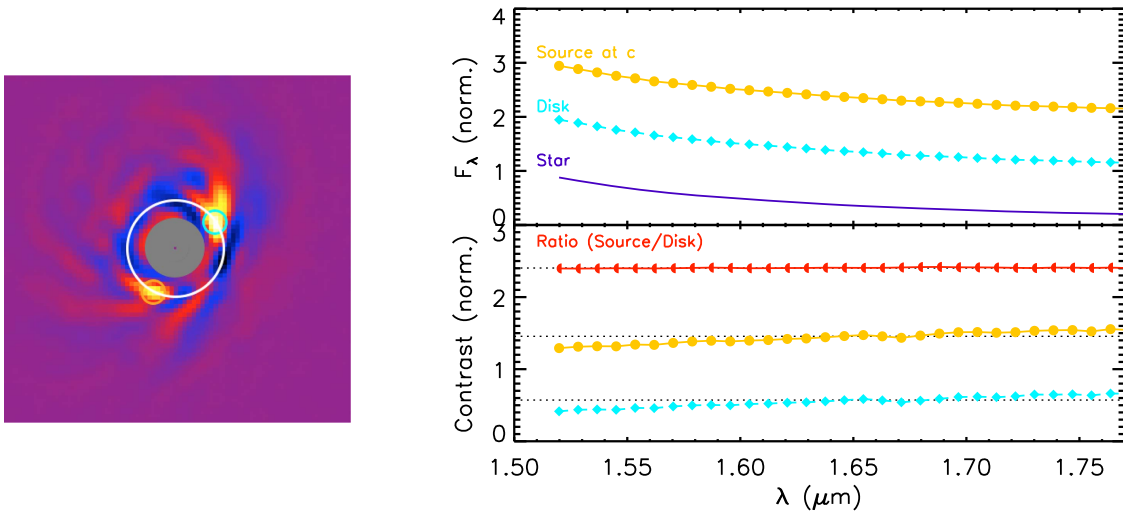 4
3
2
1
0
F_λ (norm.)
Source at c
Disk
Star
3
2
1
0
Contrast (norm.)
Ratio (Source/Disk)
1.50 1.55 1.60 1.65 1.70 1.75
λ (μm)